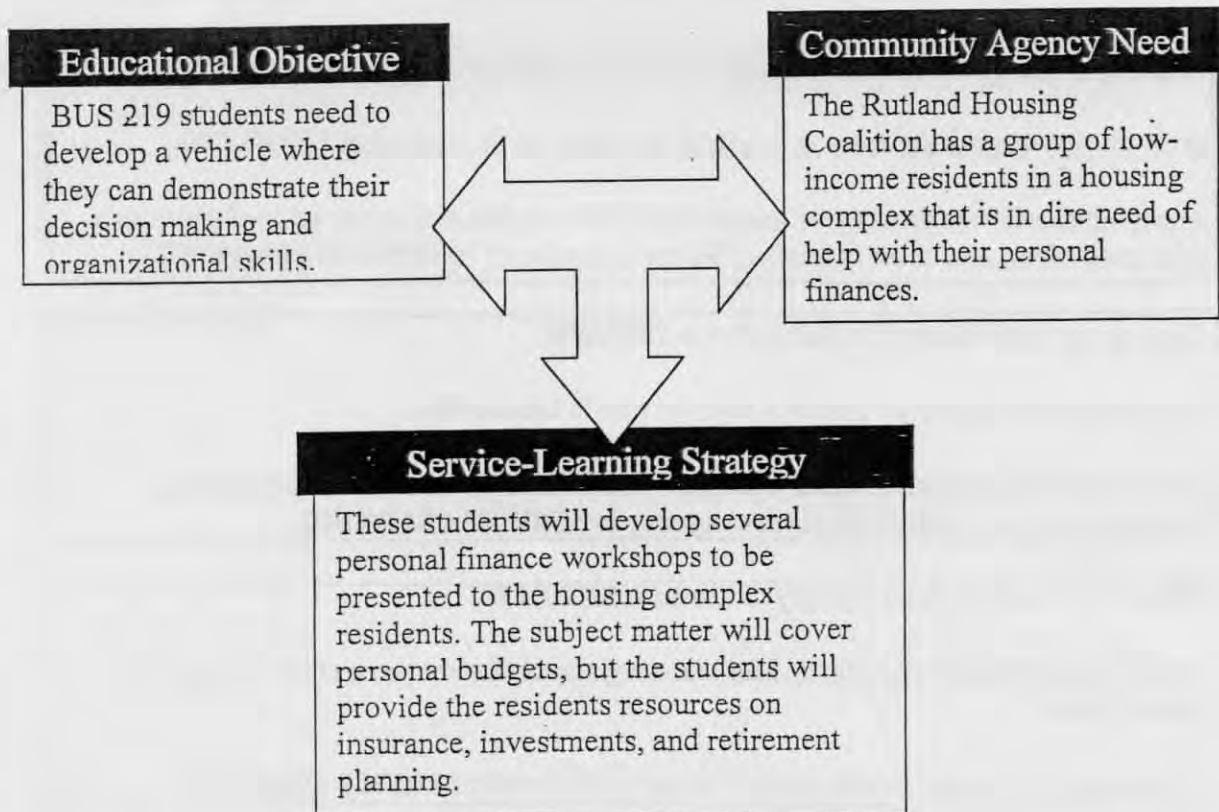 Educational Objective
BUS 219 students need to
develop a vehicle where
they can demonstrate their
decision making and
organizational skills.
Community Agency Need
The Rutland Housing
Coalition has a group of low-
income residents in a housing
complex that is in dire need of
help with their personal
finances.
Service-Learning Strategy
These students will develop several
personal finance workshops to be
presented to the housing complex
residents. The subject matter will cover
personal budgets, but the students will
provide the residents resources on
insurance, investments, and retirement
planning.